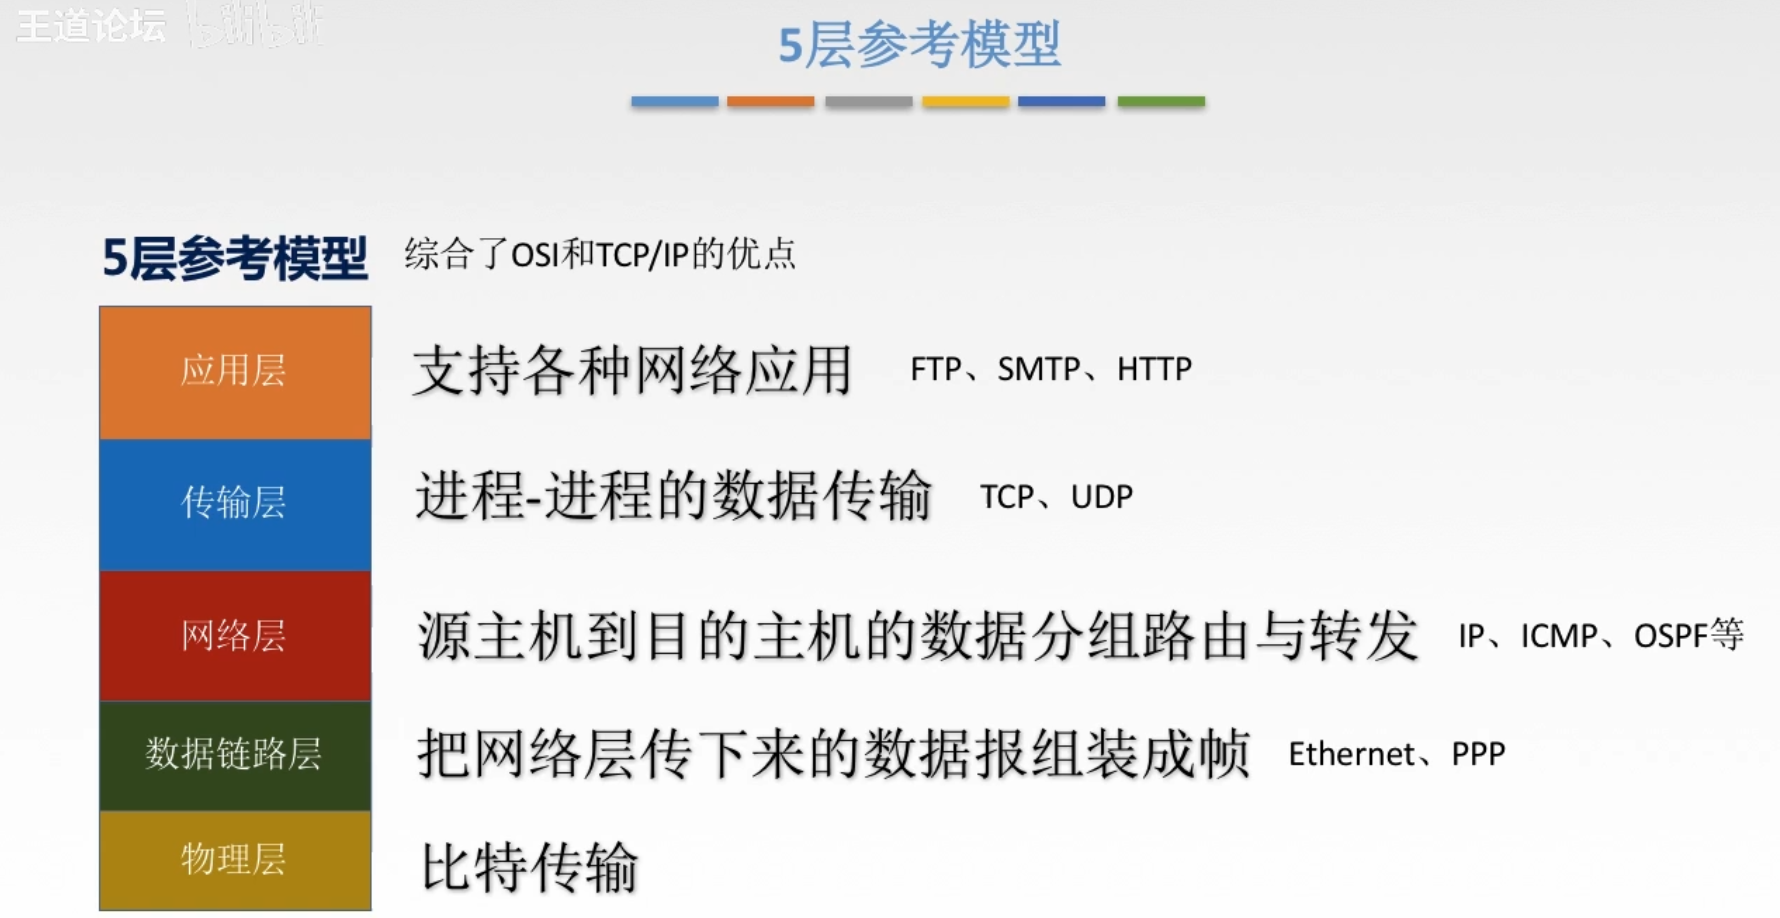 王道论坛 bilibili
5层参考模型
5层参考模型 综合了OSI和TCP/IP的优点
应用层 支持各种网络应用 FTP、SMTP、HTTP
传输层 进程-进程的数据传输 TCP、UDP
网络层 源主机到目的主机的数据分组路由与转发 IP、ICMP、OSPF等
数据链路层 把网络层传下来的数据报组装成帧 Ethernet、PPP
物理层 比特传输